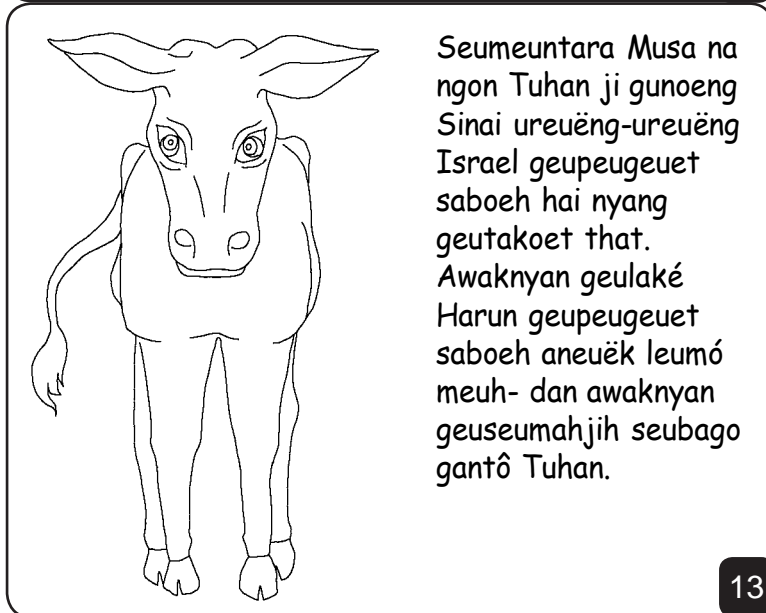 Seumeuntara Musa na
ngon Tuhan ji gunoeng
Sinai ureuëng-ureuëng
Israel geupeugeuet
saboeh hai nyang
geutakoet that.
Awaknyan geulaké
Harun geupeugeuet
saboeh aneuëk leumó
meuh- dan awaknyan
geuseumahjih seubago
gantô Tuhan.
13